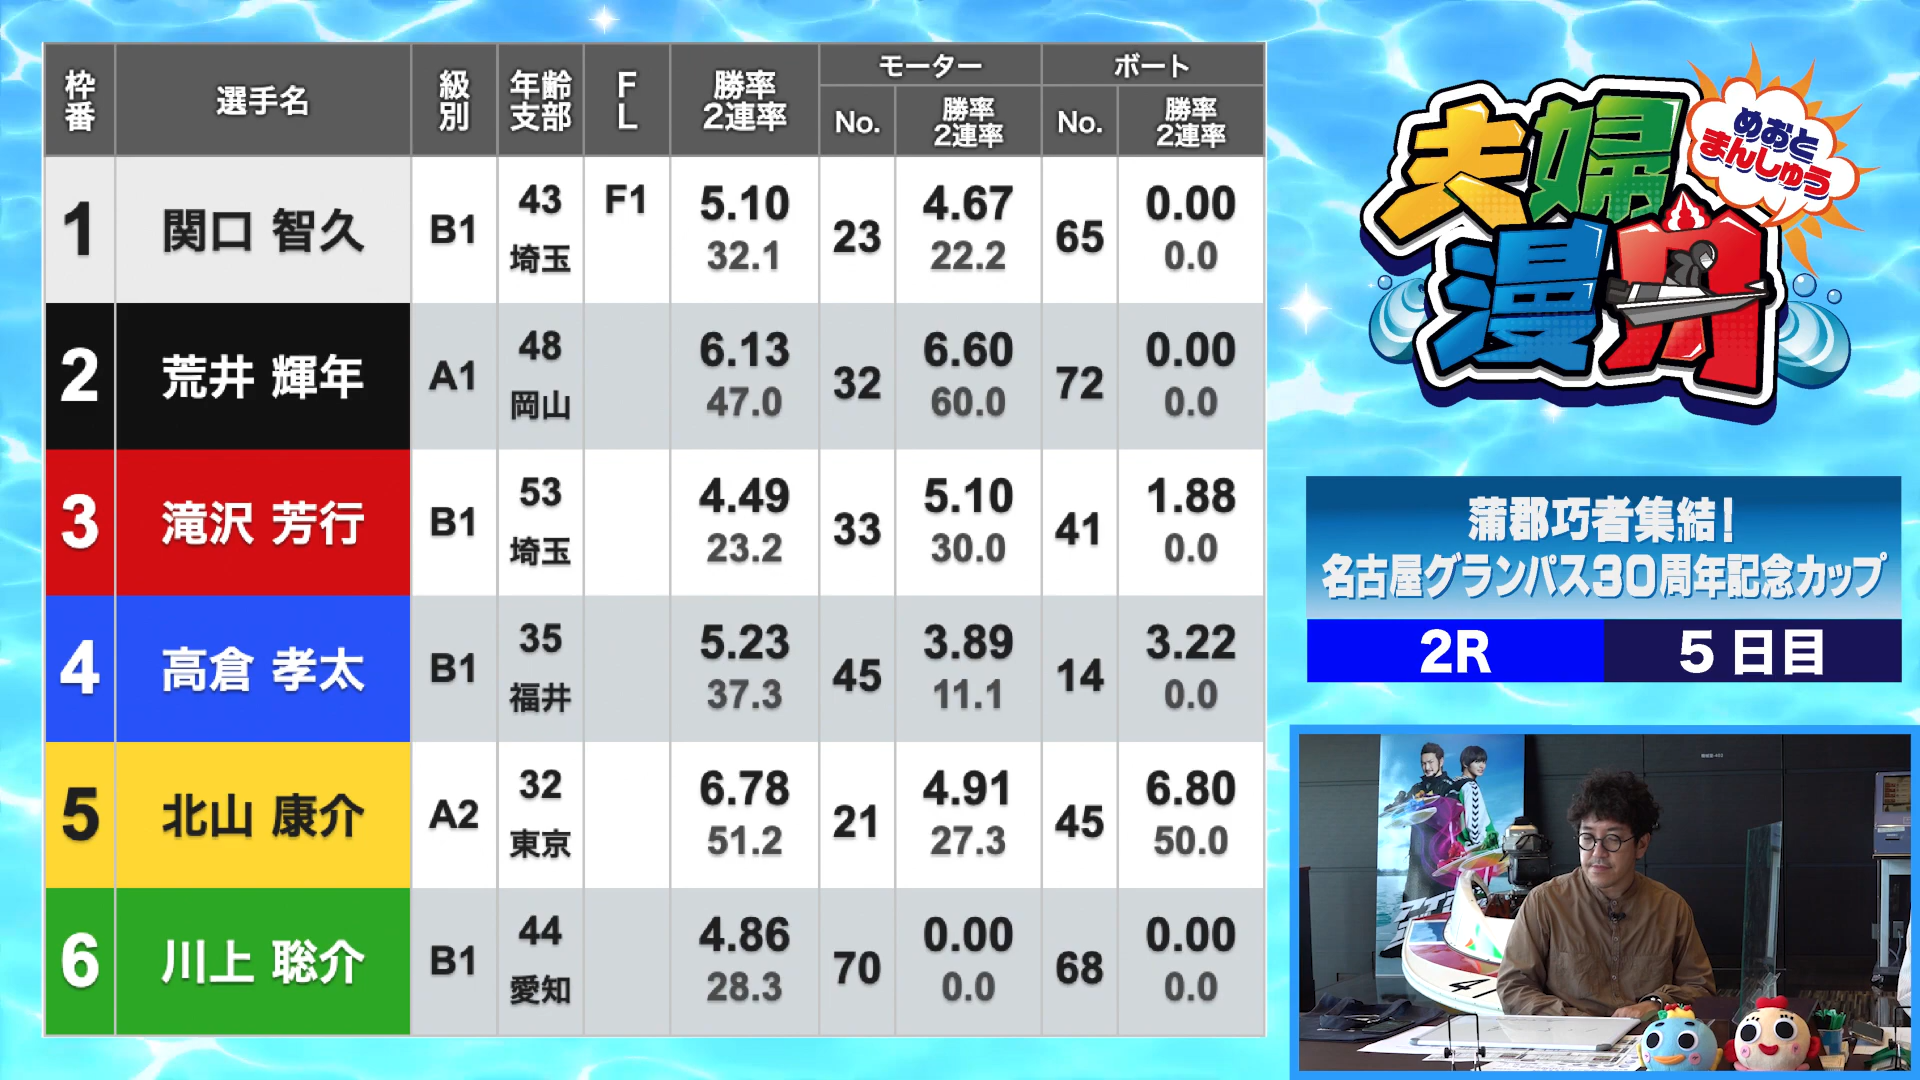 枠番 選手名 級別 年齢支部 FL 勝率2連率 モーター ボート
No. 勝率2連率 No. 勝率2連率
1 関口 智久 B1 43 F1 5.10 23 4.67 65 0.00
埼玉 32.1 22.2 0.0
2 荒井 輝年 A1 48 6.13 32 6.60 72 0.00
岡山 47.0 60.0 0.0
3 滝沢 芳行 B1 53 4.49 33 5.10 41 1.88
埼玉 23.2 30.0 0.0
4 高倉 孝太 B1 35 5.23 45 3.89 14 3.22
福井 37.3 11.1 0.0
5 北山 康介 A2 32 6.78 21 4.91 45 6.80
東京 51.2 27.3 50.0
6 川上 聡介 B1 44 4.86 70 0.00 68 0.00
愛知 28.3 0.0 0.0
めおと
まんしゅう
夫婦
漫舟
蒲郡巧者集結!
名古屋グランパス30周年記念カップ
2R 5日目